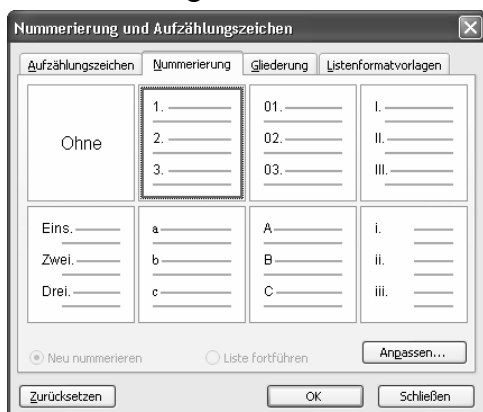 Nummerierung und Aufzählungszeichen
Aufzählungszeichen Nummerierung Gliederung Listenformatvorlagen
Ohne
1.
2.
3.
01.
02.
03.
I.
II.
III.
Eins.
Zwei.
Drei.
a
b
c
A
B
C
i.
ii.
iii.
Neu nummerieren Liste fortführen Anpassen...
Zurücksetzen OK Schließen